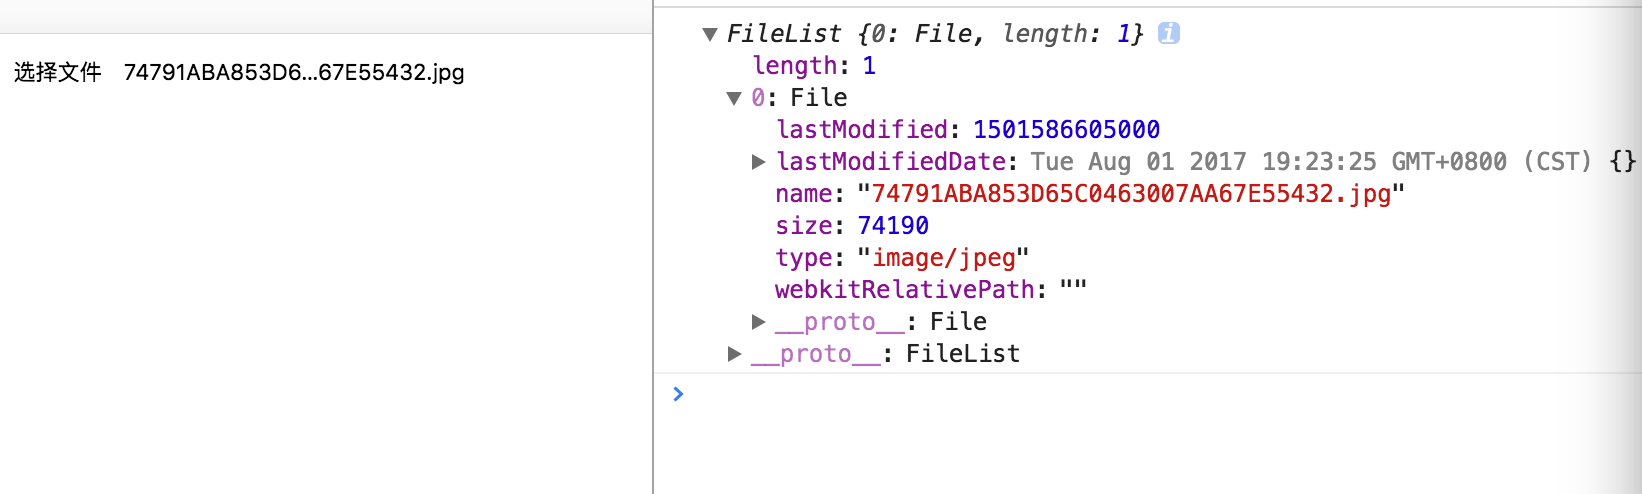 选择文件 74791ABA853D6...67E55432.jpg
FileList {0: File, length: 1} i
length: 1
0: File
lastModified: 1501586605000
lastModifiedDate: Tue Aug 01 2017 19:23:25 GMT+0800 (CST) {}
name: "74791ABA853D65C0463007AA67E55432.jpg"
size: 74190
type: "image/jpeg"
webkitRelativePath: ""
__proto__: File
__proto__: FileList